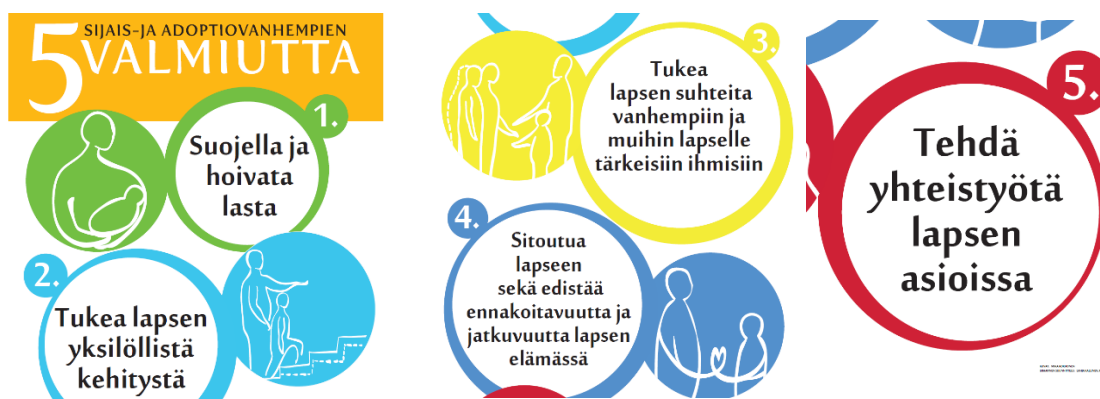 5 SIJAIS-JA ADOPTIOVANHEMPIEN
VALMIUTTA
1.
Suojella ja
hoivata
lasta
2.
Tukea lapsen
yksilöllistä
kehitystä
3.
Tukea
lapsen suhteita
vanhempiin ja
muihin lapselle
tärkeisiin ihmisiin
4.
Sitoutua
lapseen
sekä edistää
ennakoitavuutta ja
jatkuvuutta lapsen
elämässä
5.
Tehdä
yhteistyötä
lapsen
asioissa